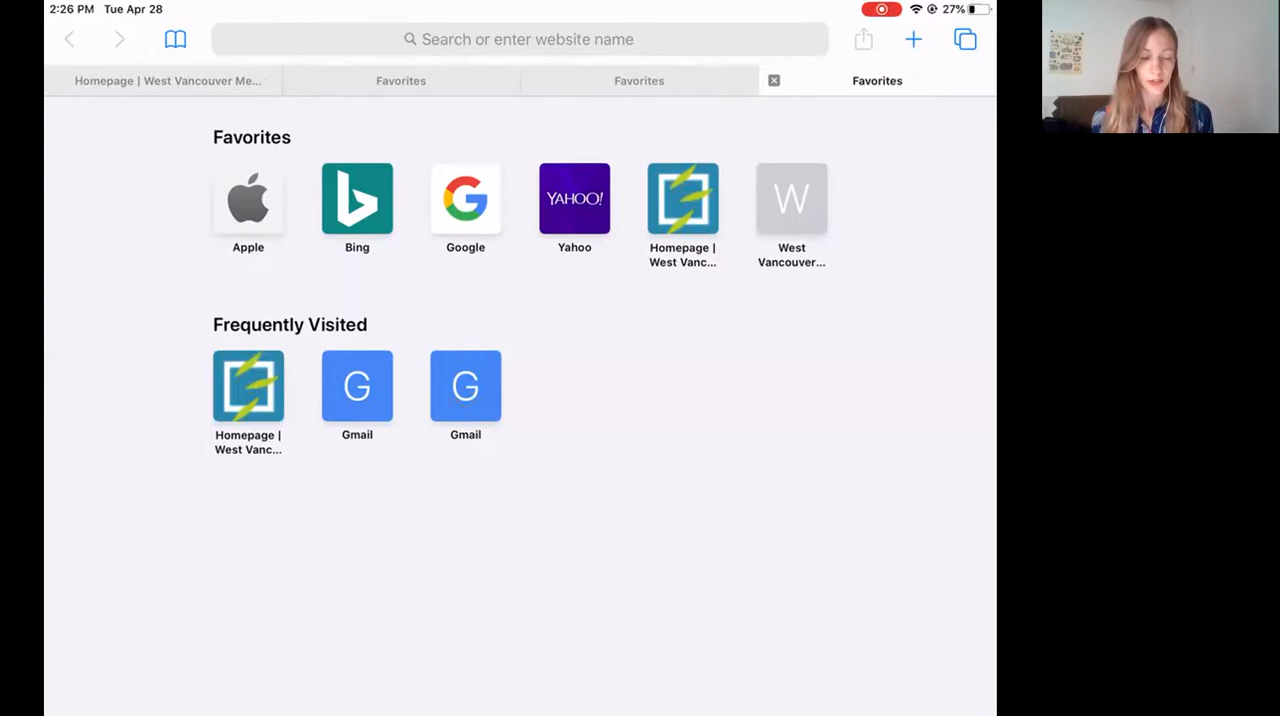 2:26 PM Tue Apr 28
27%
Search or enter website name
Homepage | West Vancouver Me...
Favorites
Favorites
Favorites
Favorites
YAHOO!
W
Apple
Bing
Google
Yahoo
Homepage |
West Vanc...
West
Vancouver...
Frequently Visited
G
G
Homepage |
West Vanc...
Gmail
Gmail